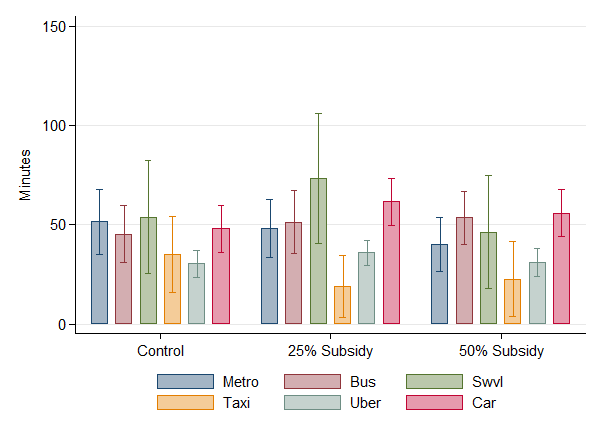 150
100
50
0
Minutes
Control 25% Subsidy 50% Subsidy
Metro Bus Swvl
Taxi Uber Car